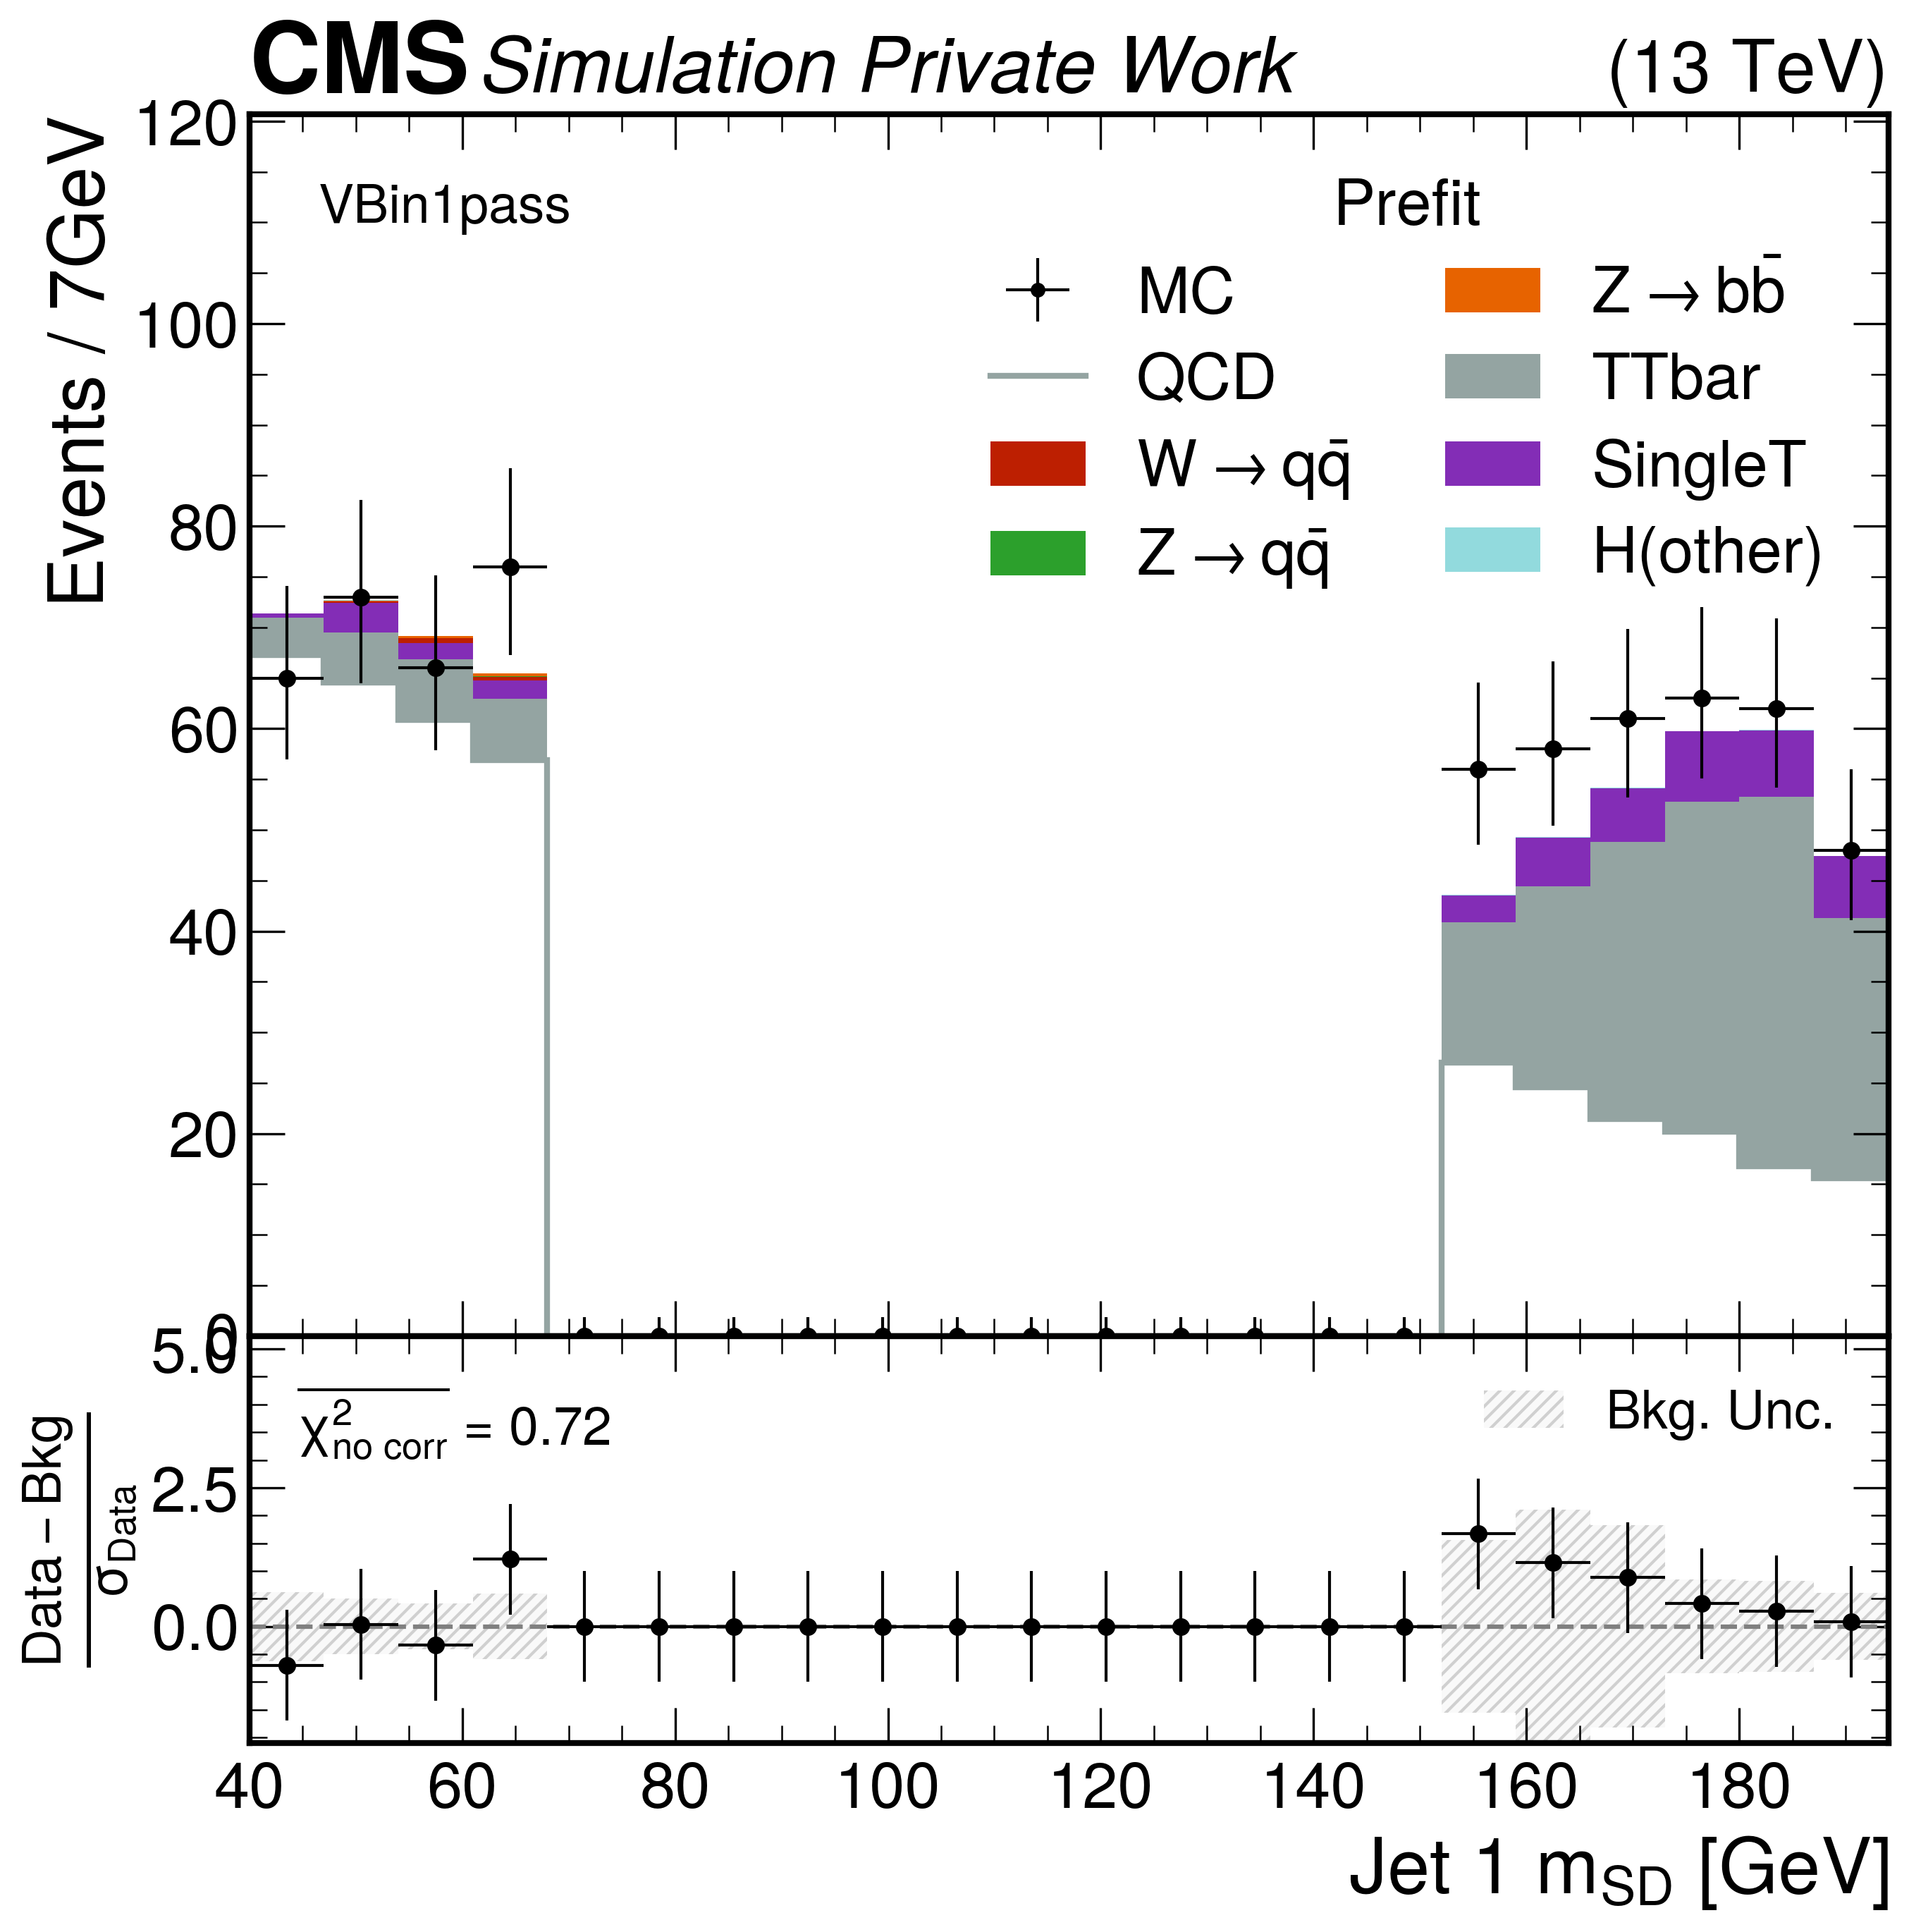 CMS Simulation Private Work (13 TeV)
Events / 7GeV
120
100
80
60
40
20
0
VBin1pass
Prefit
MC
QCD
W → qq̄
Z → qq̄
Z → bb̄
TTbar
SingleT
H(other)
Data − Bkg
σData
5.0
2.5
0.0
χ²no corr = 0.72
Bkg. Unc.
40 60 80 100 120 140 160 180
Jet 1 mSD [GeV]